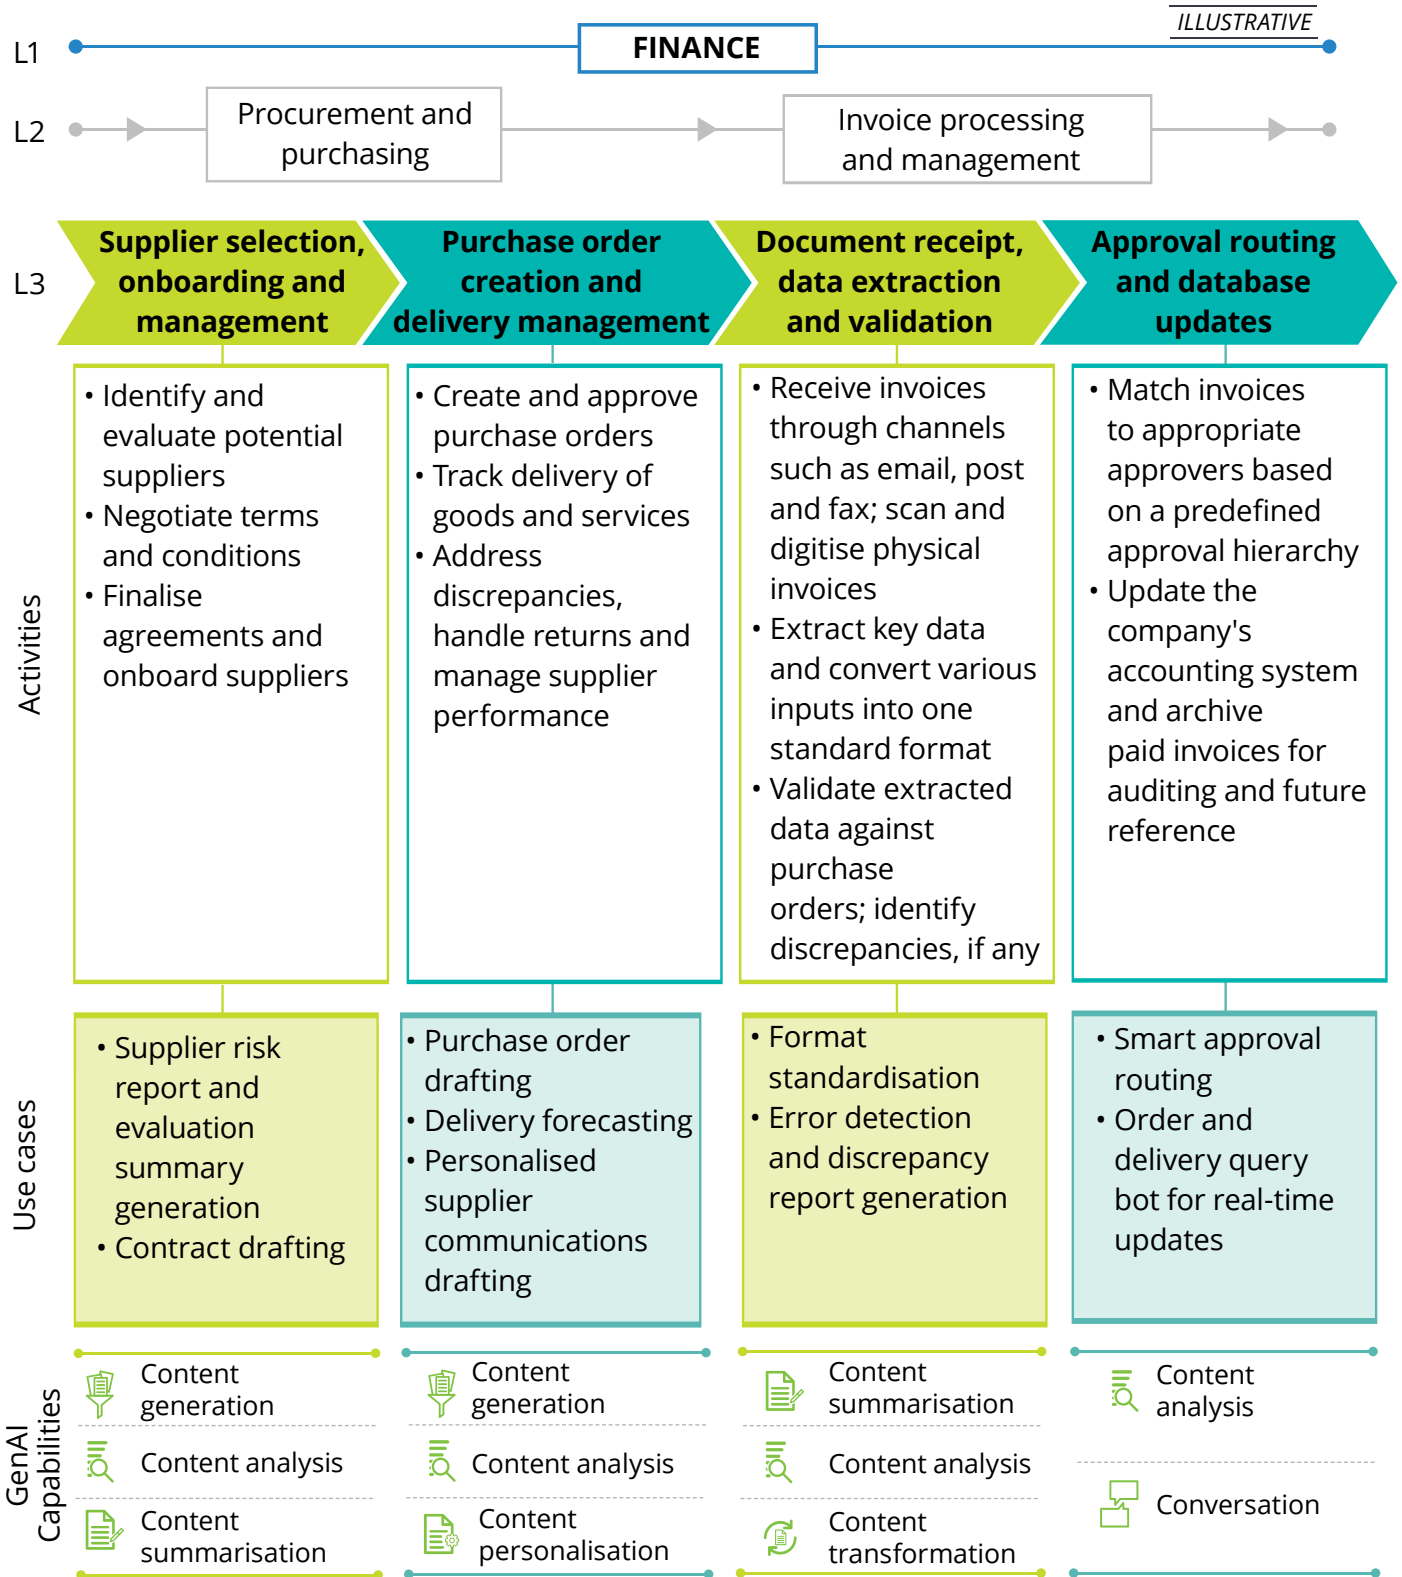 ILLUSTRATIVE
L1
FINANCE
L2
Procurement and
purchasing
Invoice processing
and management
L3
Supplier selection,
onboarding and
management
Purchase order
creation and
delivery management
Document receipt,
data extraction
and validation
Approval routing
and database
updates
Activities
• Identify and
evaluate potential
suppliers
• Negotiate terms
and conditions
• Finalise
agreements and
onboard suppliers
• Create and approve
purchase orders
• Track delivery of
goods and services
• Address
discrepancies,
handle returns and
manage supplier
performance
• Receive invoices
through channels
such as email, post
and fax; scan and
digitise physical
invoices
• Extract key data
and convert various
inputs into one
standard format
• Validate extracted
data against
purchase
orders; identify
discrepancies, if any
• Match invoices
to appropriate
approvers based
on a predefined
approval hierarchy
• Update the
company's
accounting system
and archive
paid invoices for
auditing and future
reference
Use cases
• Supplier risk
report and
evaluation
summary
generation
• Contract drafting
• Purchase order
drafting
• Delivery forecasting
• Personalised
supplier
communications
drafting
• Format
standardisation
• Error detection
and discrepancy
report generation
• Smart approval
routing
• Order and
delivery query
bot for real-time
updates
GenAI
Capabilities
Content
generation
Content analysis
Content
summarisation
Content
generation
Content analysis
Content
personalisation
Content
summarisation
Content analysis
Content
transformation
Content
analysis
Conversation